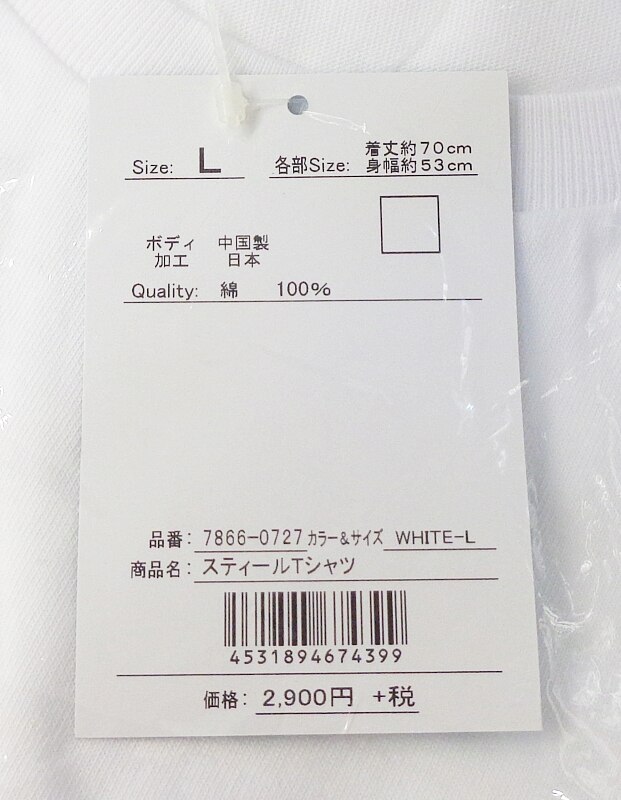 Size: L 各部Size: 着丈約70cm
身幅約53cm
ボディ 中国製
加工 日本
Quality: 綿 100%
品番: 7866-0727 カラー&サイズ WHITE-L
商品名: スティールTシャツ
4531894674399
価格: 2,900円 +税